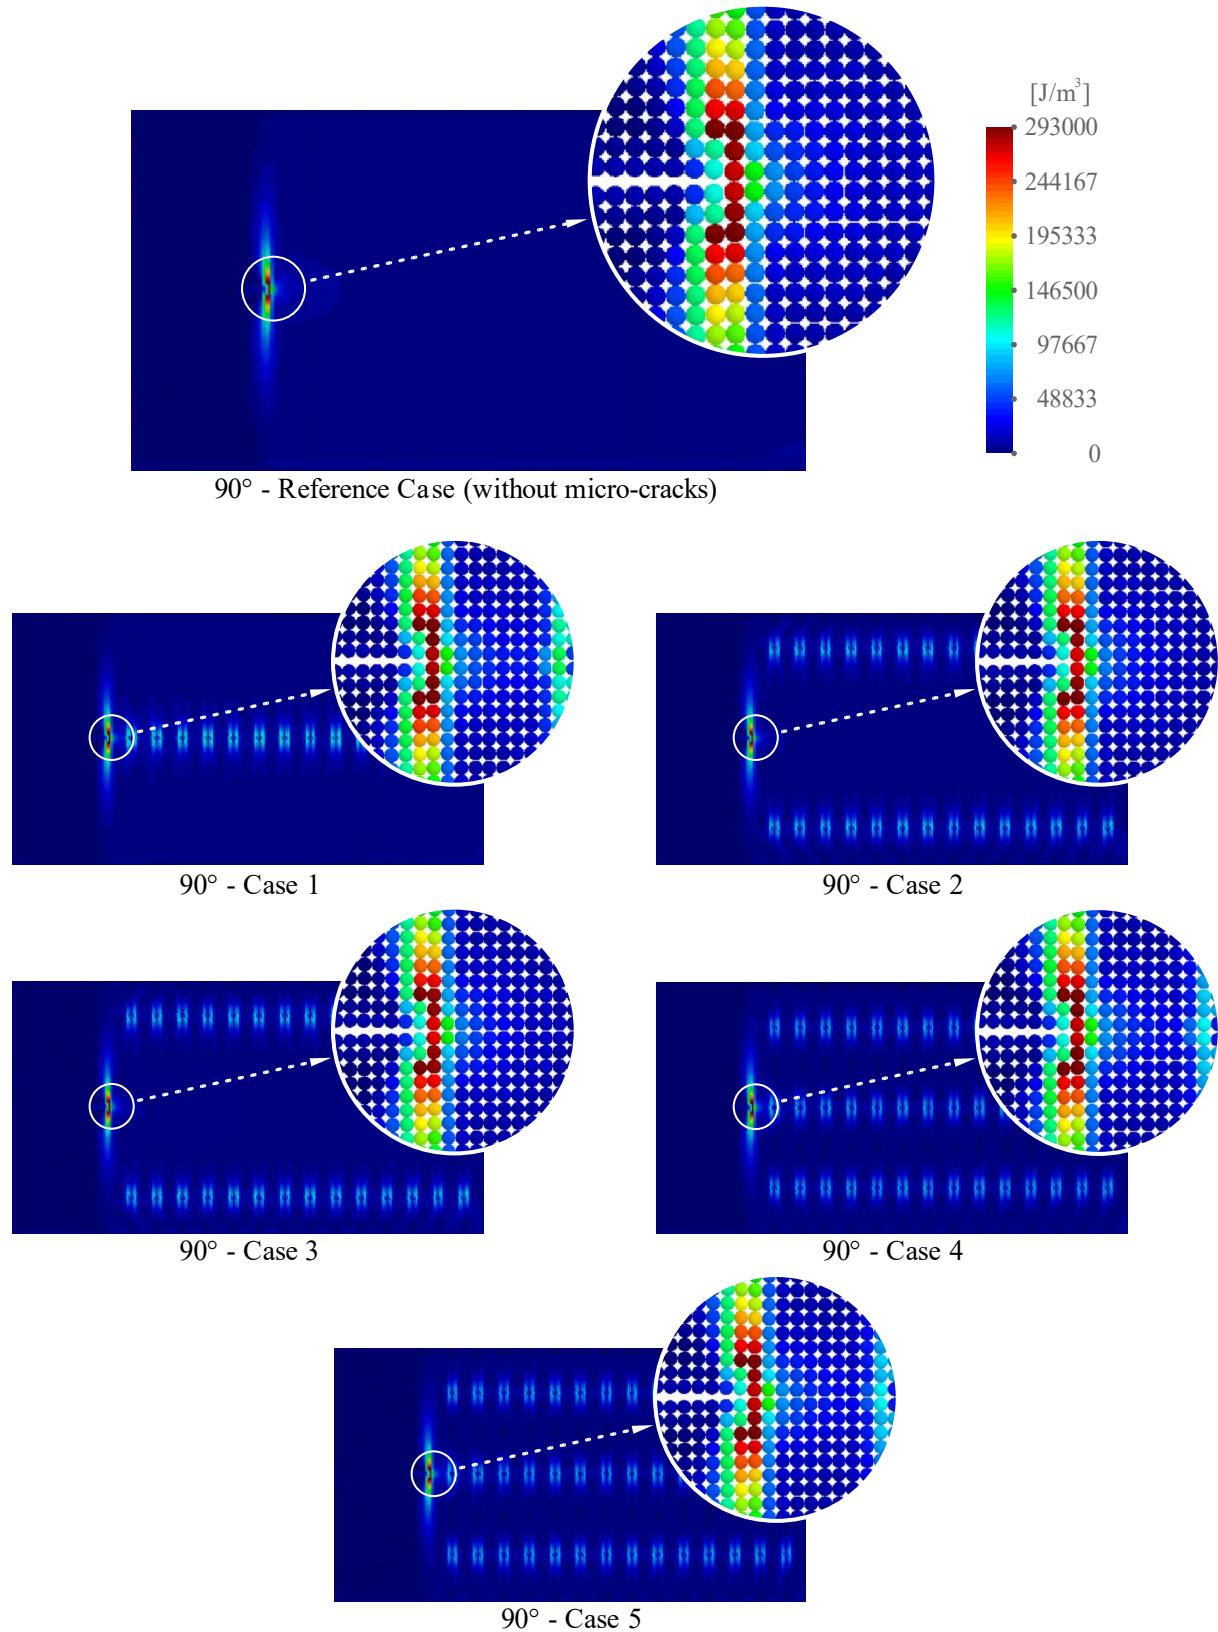 [J/m³]
293000
244167
195333
146500
97667
48833
0
90° - Reference Case (without micro-cracks)
90° - Case 1
90° - Case 2
90° - Case 3
90° - Case 4
90° - Case 5